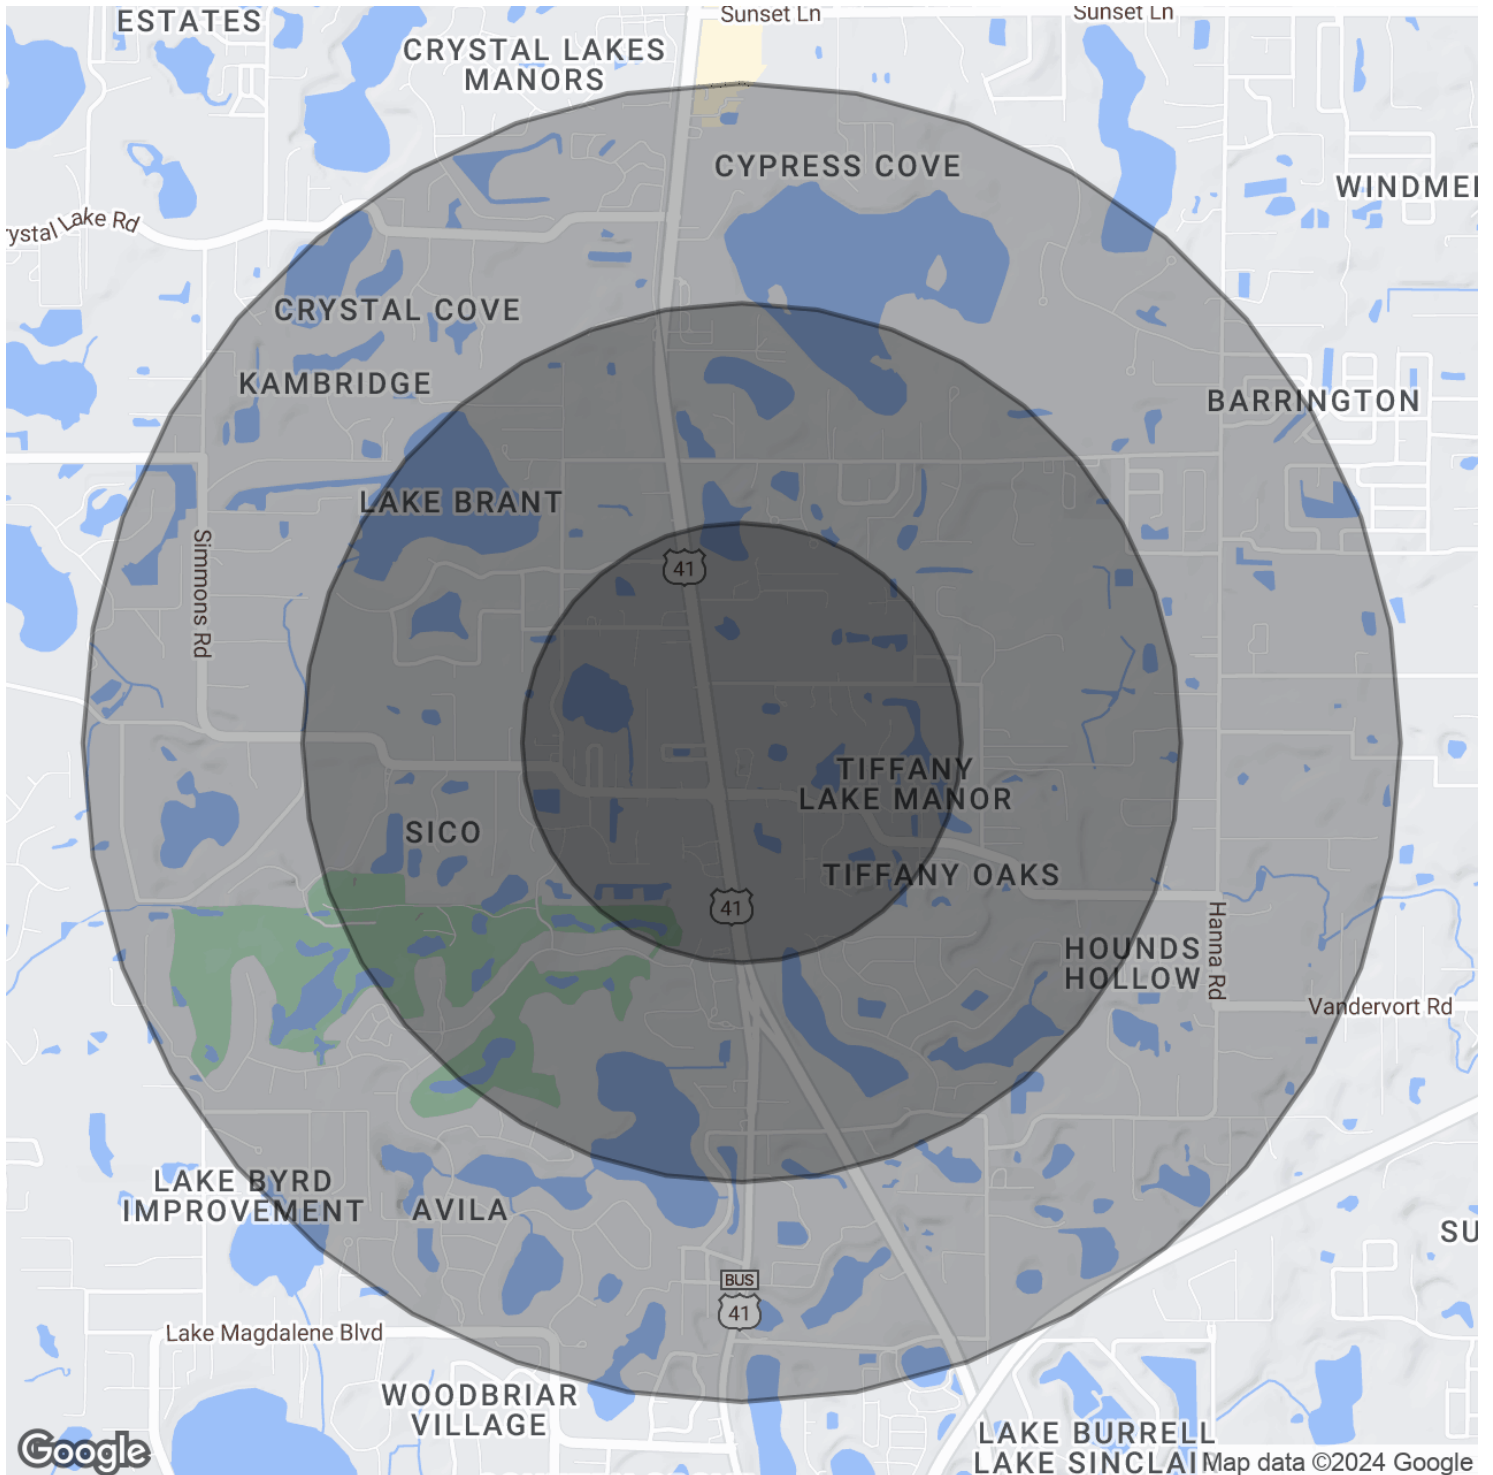 Sunset Ln
Sunset Ln
ESTATES
CRYSTAL LAKES
MANORS
CYPRESS COVE
WINDME
rystal Lake Rd
CRYSTAL COVE
KAMBRIDGE
BARRINGTON
LAKE BRANT
Simmons Rd
41
TIFFANY
LAKE MANOR
SICO
TIFFANY OAKS
41
Hanna Rd
HOUNDS
HOLLOW
Vandervort Rd
LAKE BYRD
IMPROVEMENT
AVILA
SU
BUS
41
Lake Magdalene Blvd
WOODBRIAR
VILLAGE
LAKE BURRELL
LAKE SINCLAI
Google
Map data ©2024 Google